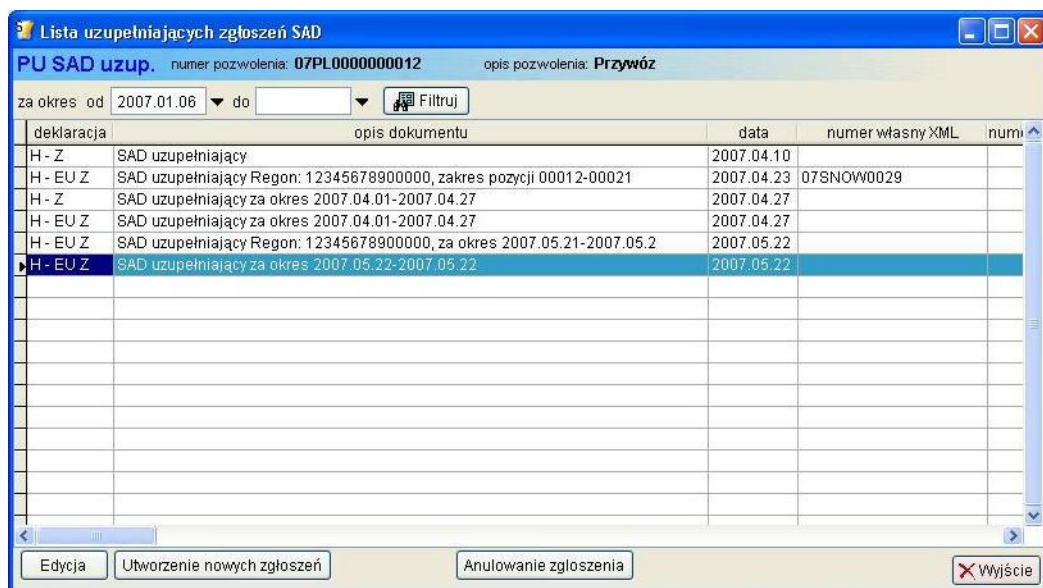 Lista uzupełniających zgłoszeń SAD
PU SAD uzup. numer pozwolenia: 07PL0000000012 opis pozwolenia: Przywóz
za okres od 2007.01.06 do Filtruj
deklaracja opis dokumentu data numer własny XML num
H - Z SAD uzupełniający 2007.04.10
H - EU Z SAD uzupełniający Regon: 12345678900000, zakres pozycji 00012-00021 2007.04.23 07SNOW0029
H - Z SAD uzupełniający za okres 2007.04.01-2007.04.27 2007.04.27
H - EU Z SAD uzupełniający za okres 2007.04.01-2007.04.27 2007.04.27
H - EU Z SAD uzupełniający Regon: 12345678900000, za okres 2007.05.21-2007.05.2 2007.05.22
H - EU Z SAD uzupełniający za okres 2007.05.22-2007.05.22 2007.05.22
Edycja Utworzenie nowych zgłoszeń Anulowanie zgloszenia Wyjście